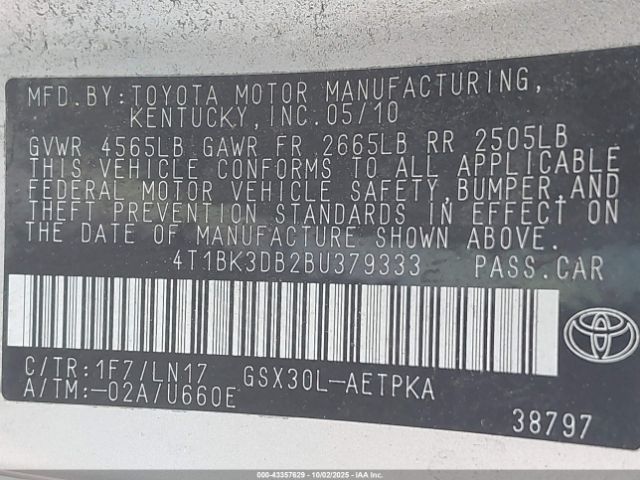 MFD.BY:TOYOTA MOTOR MANUFACTURING,
KENTUCKY,INC.05/10
GVWR 4565LB GAWR FR 2665LB RR 2505LB
THIS VEHICLE CONFORMS TO ALL APPLICABLE
FEDERAL MOTOR VEHICLE SAFETY,BUMPER,AND
THEFT PREVENTION STANDARDS IN EFFECT ON
THE DATE OF MANUFACTURE SHOWN ABOVE.
4T1BK3DB2BU379333 PASS.CAR
C/TR:1F7/LN17 GSX30L-AETPKA
A/TM:-02A/U660E
38797
000-43357629 - 10/02/2025 - IAAI.COM